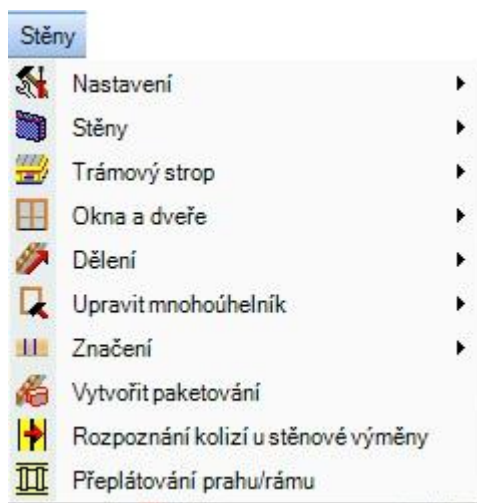 Stěny
Nastavení
Stěny
Trámový strop
Okna a dveře
Dělení
Upravit mnohoúhelník
Značení
Vytvořit paketování
Rozpoznání kolizí u stěnové výměny
Přeplátování prahu/rámu